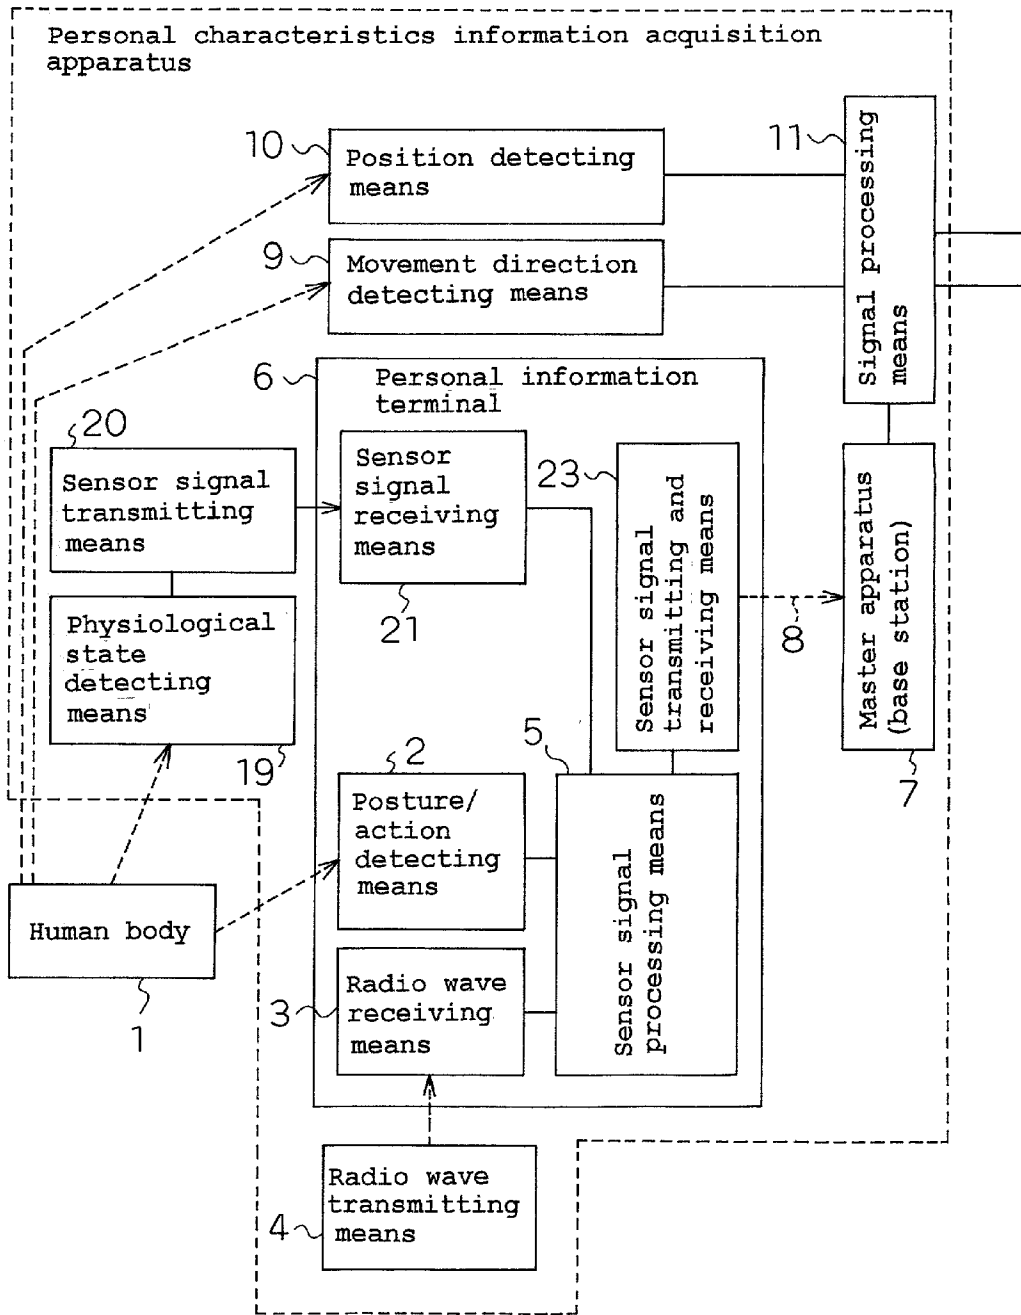 Personal characteristics information acquisition
apparatus
10
Position detecting
means
11
Signal processing
means
9
Movement direction
detecting means
6
Personal information
terminal
20
Sensor signal
transmitting
means
Sensor
signal
receiving
means
21
23
Sensor signal
transmitting and
receiving means
8
Master apparatus
(base station)
7
Physiological
state
detecting
means
19
2
Posture/
action
detecting
means
5
Sensor signal
processing means
Human body
1
3
Radio wave
receiving
means
4
Radio wave
transmitting
means